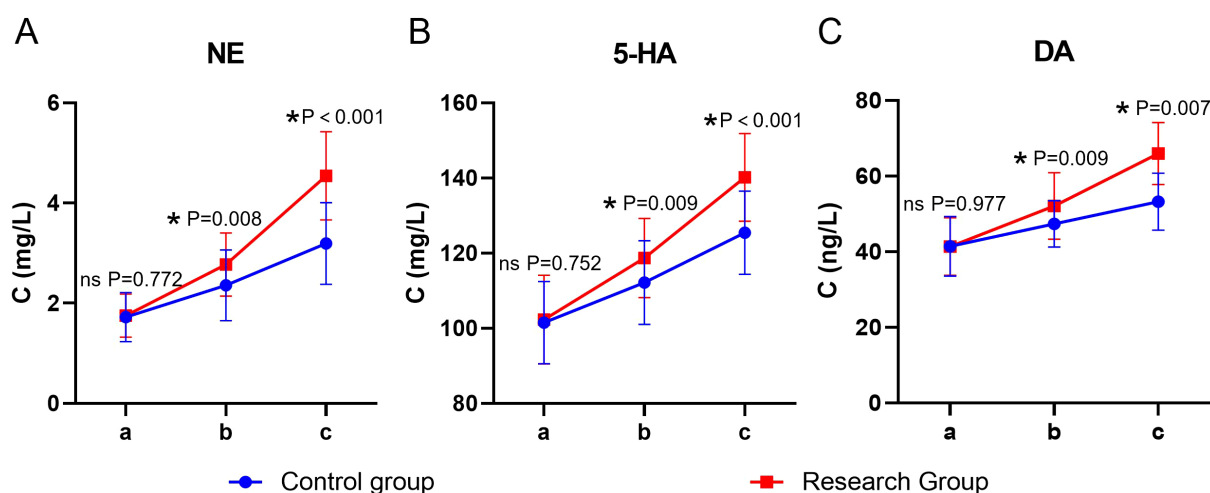 A
NE
C (mg/L)
6
4
2
0
ns P=0.772
* P=0.008
* P < 0.001
a
b
c
B
5-HA
C (mg/L)
160
140
120
100
80
ns P=0.752
* P=0.009
* P < 0.001
a
b
c
C
DA
C (ng/L)
80
60
40
20
0
ns P=0.977
* P=0.009
* P=0.007
a
b
c
Control group
Research Group